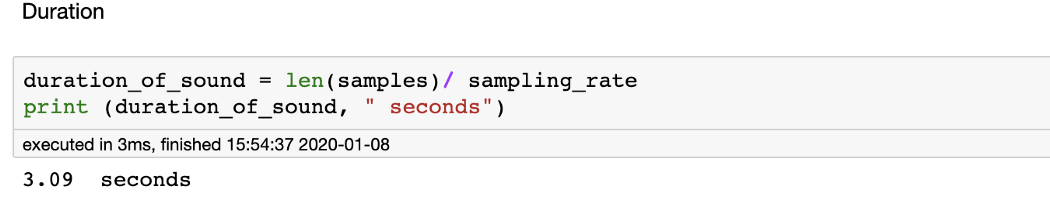 Duration
duration_of_sound = len(samples)/ sampling_rate
print (duration_of_sound, " seconds")
executed in 3ms, finished 15:54:37 2020-01-08
3.09  seconds